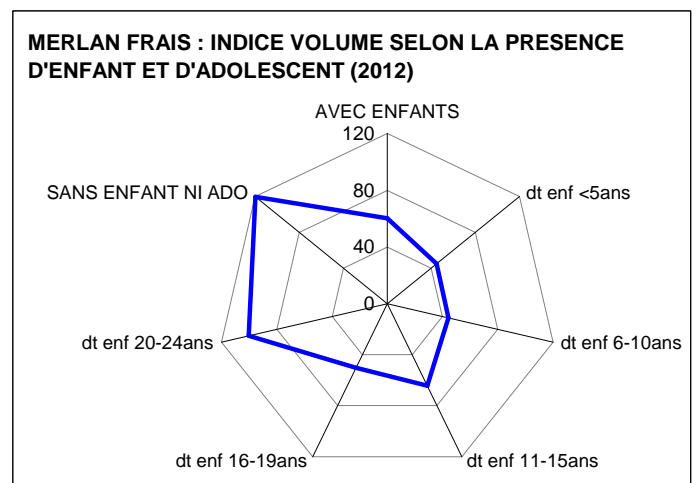 MERLAN FRAIS : INDICE VOLUME SELON LA PRESENCE
D'ENFANT ET D'ADOLESCENT (2012)
AVEC ENFANTS
120
SANS ENFANT NI ADO
80
dt enf <5ans
40
0
dt enf 20-24ans
dt enf 6-10ans
dt enf 16-19ans
dt enf 11-15ans